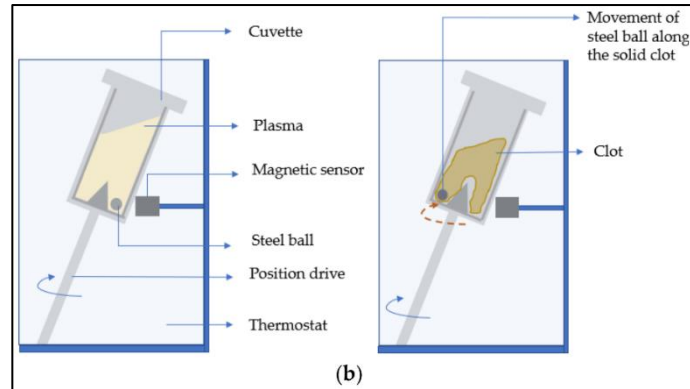 Cuvette
Plasma
Magnetic sensor
Steel ball
Position drive
Thermostat
Movement of
steel ball along
the solid clot
Clot
(b)